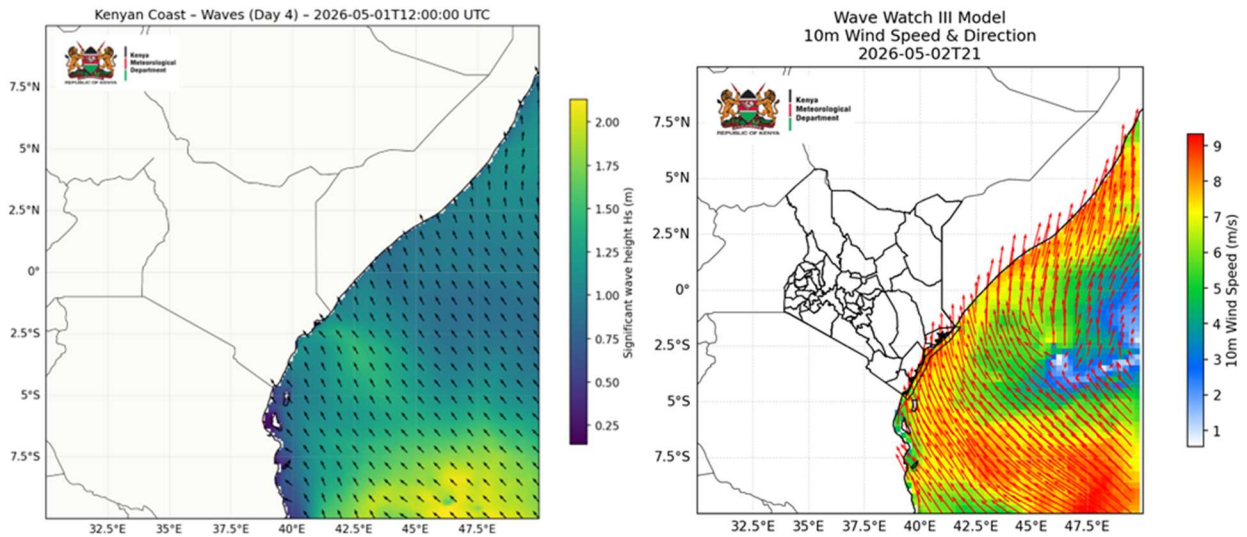 Kenyan Coast – Waves (Day 4) – 2026-05-01T12:00:00 UTC
Kenya
Meteorological
Department
REPUBLIC OF KENYA
7.5°N
5°N
2.5°N
0°
2.5°S
5°S
7.5°S
32.5°E
35°E
37.5°E
40°E
42.5°E
45°E
47.5°E
2.00
1.75
1.50
1.25
1.00
0.75
0.50
0.25
Significant wave height Hs (m)
Wave Watch III Model
10m Wind Speed & Direction
2026-05-02T21
Kenya
Meteorological
Department
REPUBLIC OF KENYA
7.5°N
5°N
2.5°N
0°
2.5°S
5°S
7.5°S
32.5°E
35°E
37.5°E
40°E
42.5°E
45°E
47.5°E
9
8
7
6
5
4
3
2
1
10m Wind Speed (m/s)